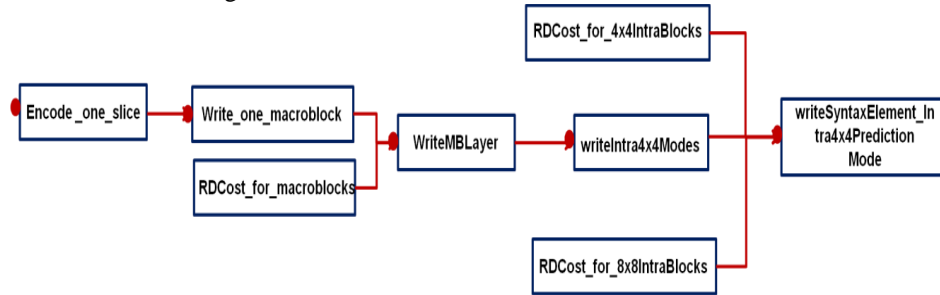 RDCost_for_4x4IntraBlocks
Encode _one_slice
Write_one_macroblock
WriteMBLayer
writeIntra4x4Modes
writeSyntaxElement_In
tra4x4Prediction
Mode
RDCost_for_macroblocks
RDCost_for_8x8IntraBlocks